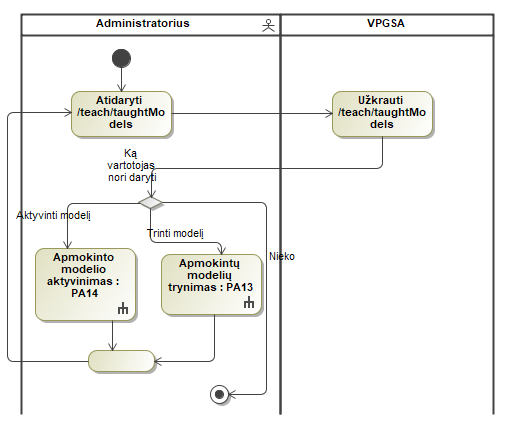 Administratorius
VPGSA
Atidaryti
/teach/taughtMo
dels
Užkrauti
/teach/taughtMo
dels
Ką
vartotojas
nori daryti
Aktyvinti modelį
Trinti modelį
Nieko
Apmokinto
modelio
aktyvinimas :
PA14
Apmokintų
modelių
trynimas : PA13